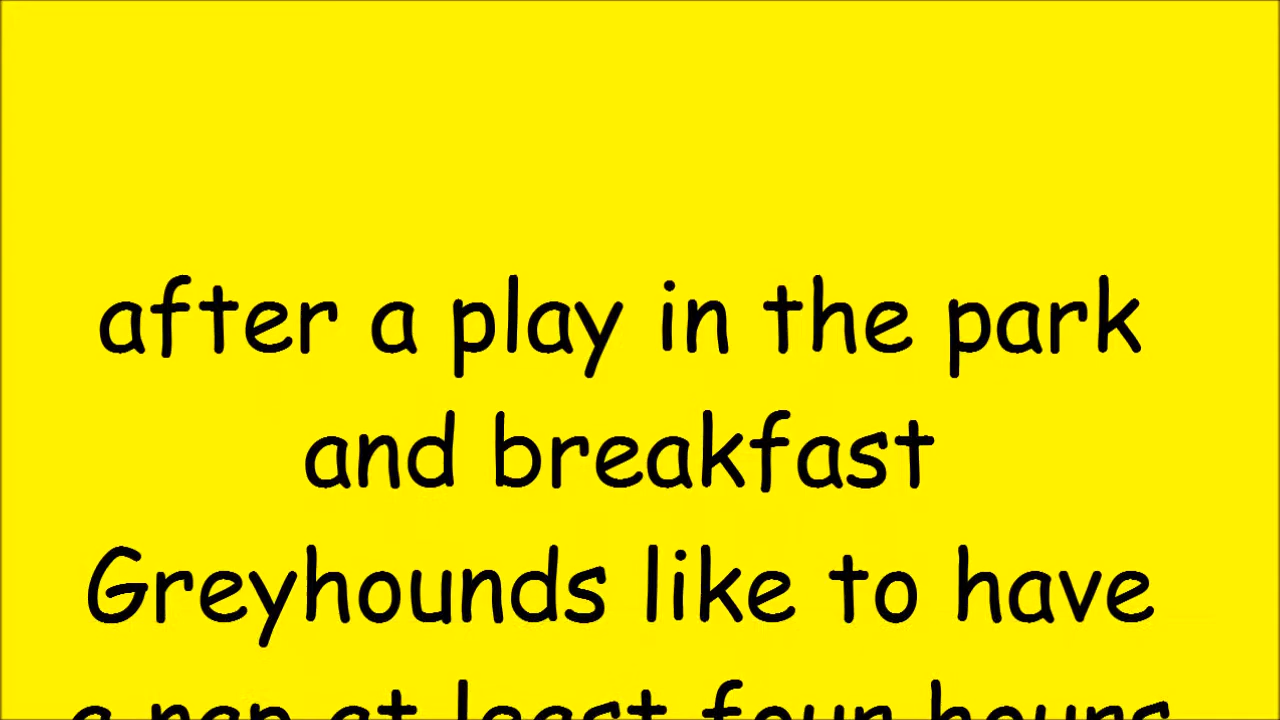 after a play in the park
and breakfast
Greyhounds like to have
a nap at least four hours